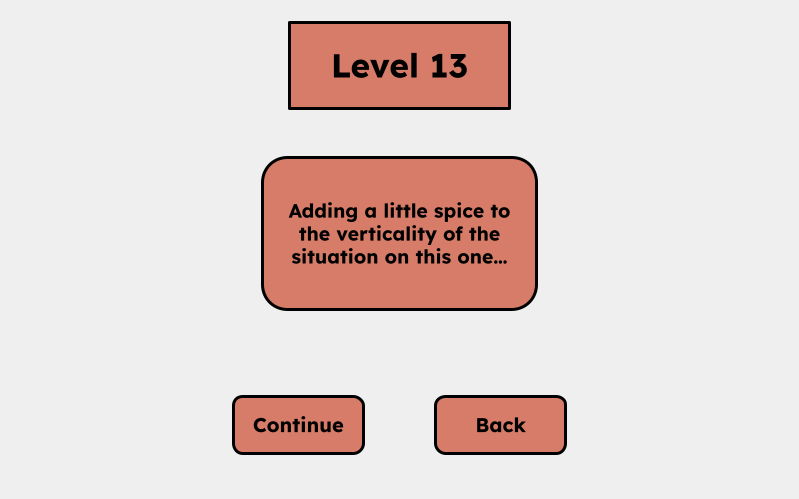 Level 13
Adding a little spice to
the verticality of the
situation on this one...
Continue
Back